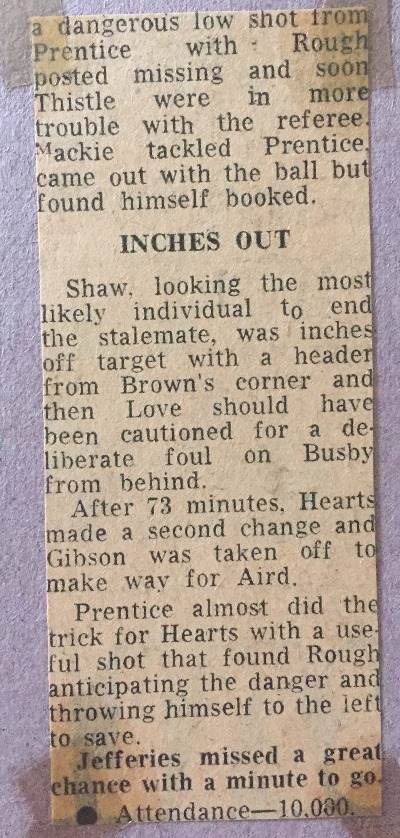 a dangerous low shot from
Prentice with Rough
posted missing and soon
Thistle were in more
trouble with the referee.
Mackie tackled Prentice,
came out with the ball but
found himself booked.
INCHES OUT
Shaw, looking the most
likely individual to end
the stalemate, was inches
off target with a header
from Brown's corner and
then Love should have
been cautioned for a de-
liberate foul on Busby
from behind.
After 73 minutes, Hearts
made a second change and
Gibson was taken off to
make way for Aird.
Prentice almost did the
trick for Hearts with a use-
ful shot that found Rough
anticipating the danger and
throwing himself to the left
to save.
Jefferies missed a great
chance with a minute to go.
● Attendance—10,000.